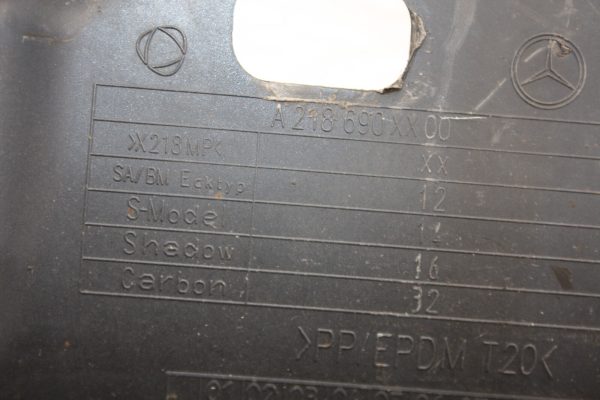 A 218 690 XX 00
>X218MPK XX
SA/BM Ecktyp 12
S-Model 14
Shadow 16
Carbon 32
>PP/EPDM T20<